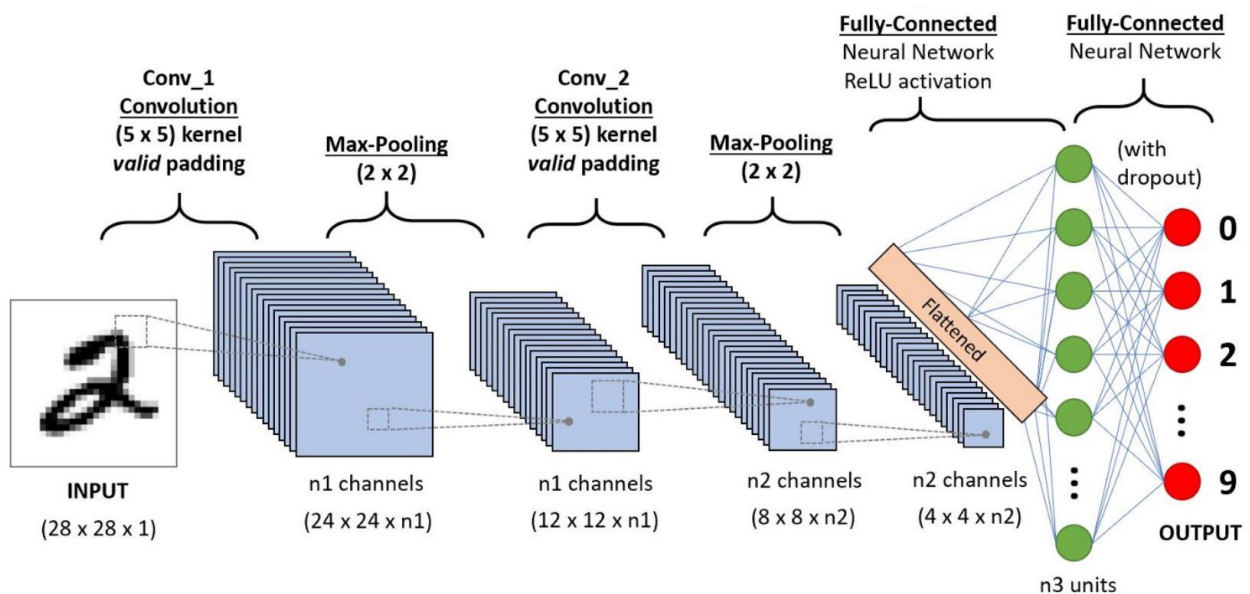 Fully-Connected
Neural Network
ReLU activation
Fully-Connected
Neural Network
Conv_1
Convolution
(5 x 5) kernel
valid padding
Max-Pooling
(2 x 2)
Conv_2
Convolution
(5 x 5) kernel
valid padding
Max-Pooling
(2 x 2)
(with
dropout)
Flattened
0
1
2
9
2
INPUT
(28 x 28 x 1)
n1 channels
(24 x 24 x n1)
n1 channels
(12 x 12 x n1)
n2 channels
(8 x 8 x n2)
n2 channels
(4 x 4 x n2)
OUTPUT
n3 units